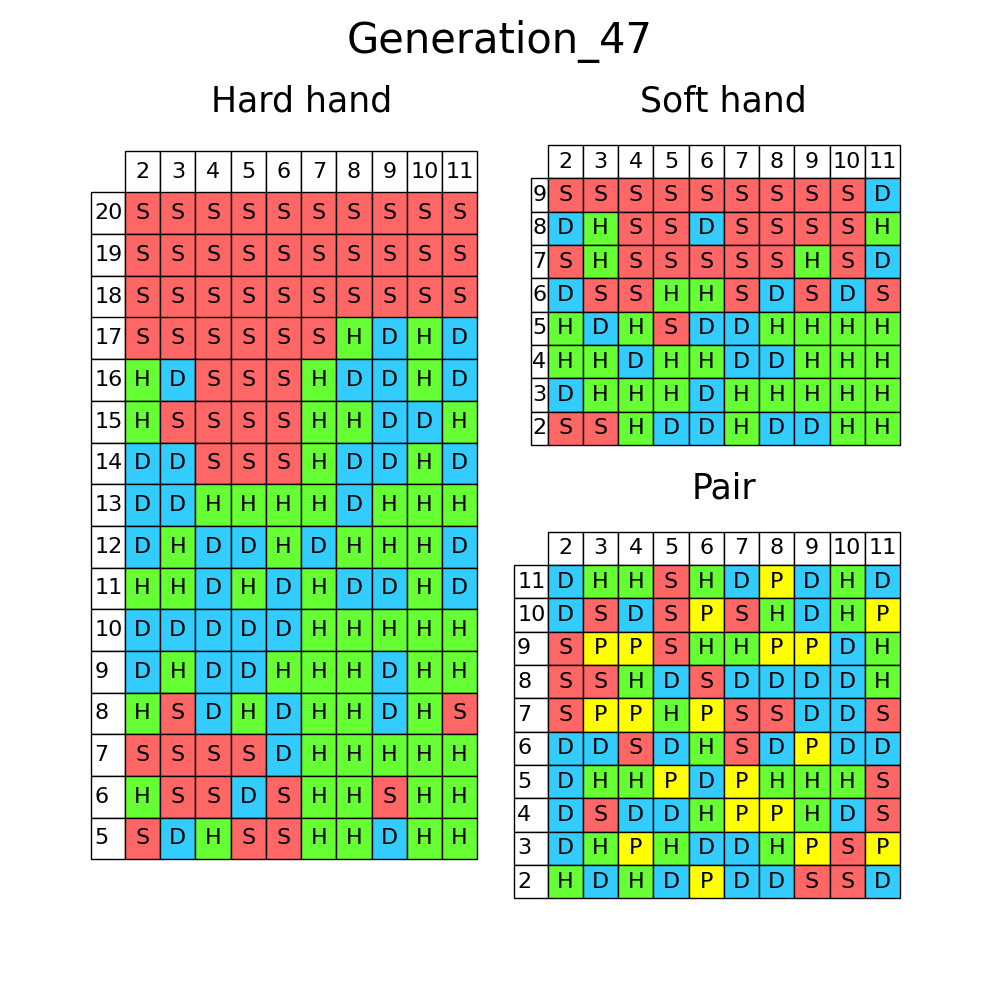 Generation_47
Hard hand
2 3 4 5 6 7 8 9 10 11
20 S S S S S S S S S S
19 S S S S S S S S S S
18 S S S S S S S S S S
17 S S S S S S H D H D
16 H D S S S H D D H D
15 H S S S S H H D D H
14 D D S S S H D D H D
13 D D H H H H D H H H
12 D H D D H D H H H D
11 H H D H D H D D H D
10 D D D D D H H H H H
9 D H D D H H H D H H
8 H S D H D H H D H S
7 S S S S D H H H H H
6 H S S D S H H S H H
5 S D H S S H H D H H
Soft hand
2 3 4 5 6 7 8 9 10 11
9 S S S S S S S S S D
8 D H S S D S S S S H
7 S H S S S S S H S D
6 D S S H H S D S D S
5 H D H S D D H H H H
4 H H D H H D D H H H
3 D H H H D H H H H H
2 S S H D D H D D H H
Pair
2 3 4 5 6 7 8 9 10 11
11 D H H S H D P D H D
10 D S D S P S H D H P
9 S P P S H H P P D H
8 S S H D S D D D D H
7 S P P H P S S D D S
6 D D S D H S D P D D
5 D H H P D P H H H S
4 D S D D H P P H D S
3 D H P H D D H P S P
2 H D H D P D D S S D